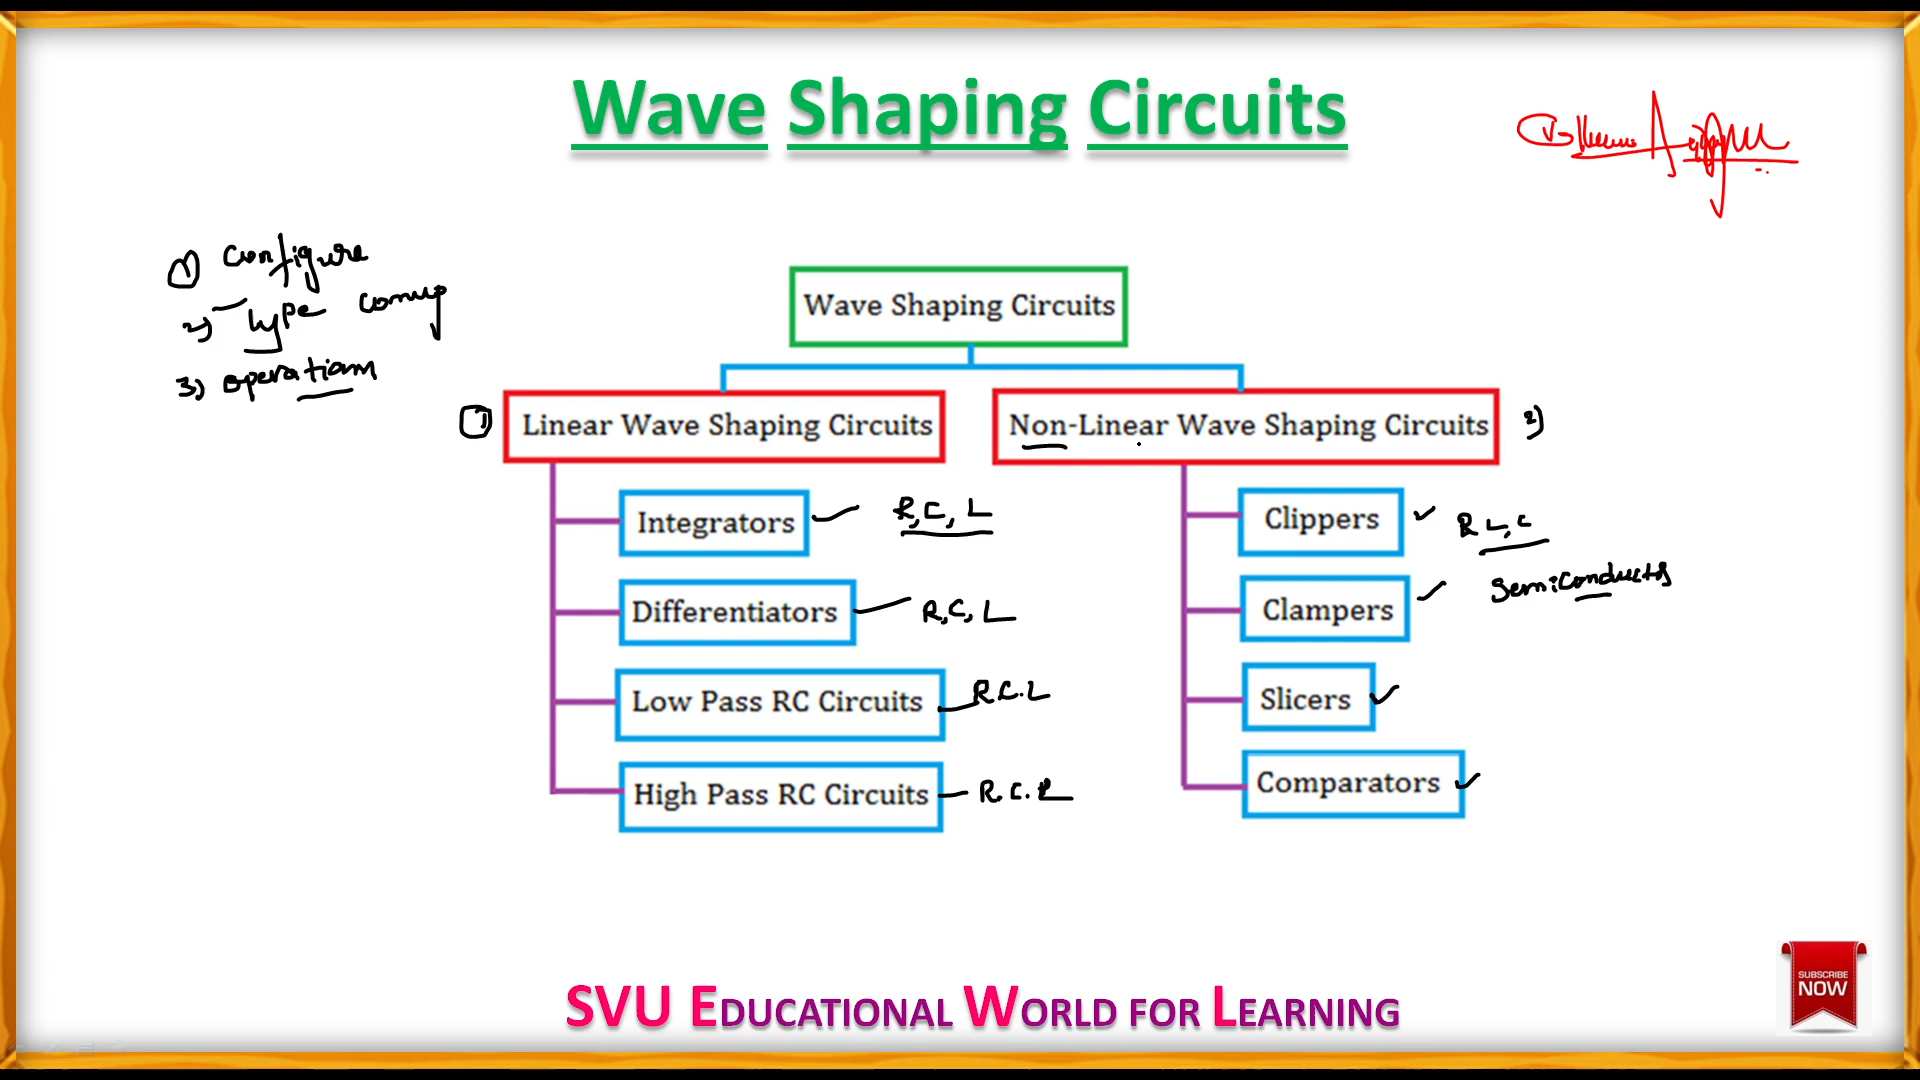 Wave Shaping Circuits
1) Configure
2) Type comp
3) operation
Wave Shaping Circuits
1) Linear Wave Shaping Circuits
Non-Linear Wave Shaping Circuits 2)
Integrators R, C, L
Differentiators R, C, L
Low Pass RC Circuits R.C.L
High Pass RC Circuits R.C.L
Clippers R L, C
Clampers Semiconductors
Slicers
Comparators
SVU EDUCATIONAL WORLD FOR LEARNING
SUBSCRIBE
NOW